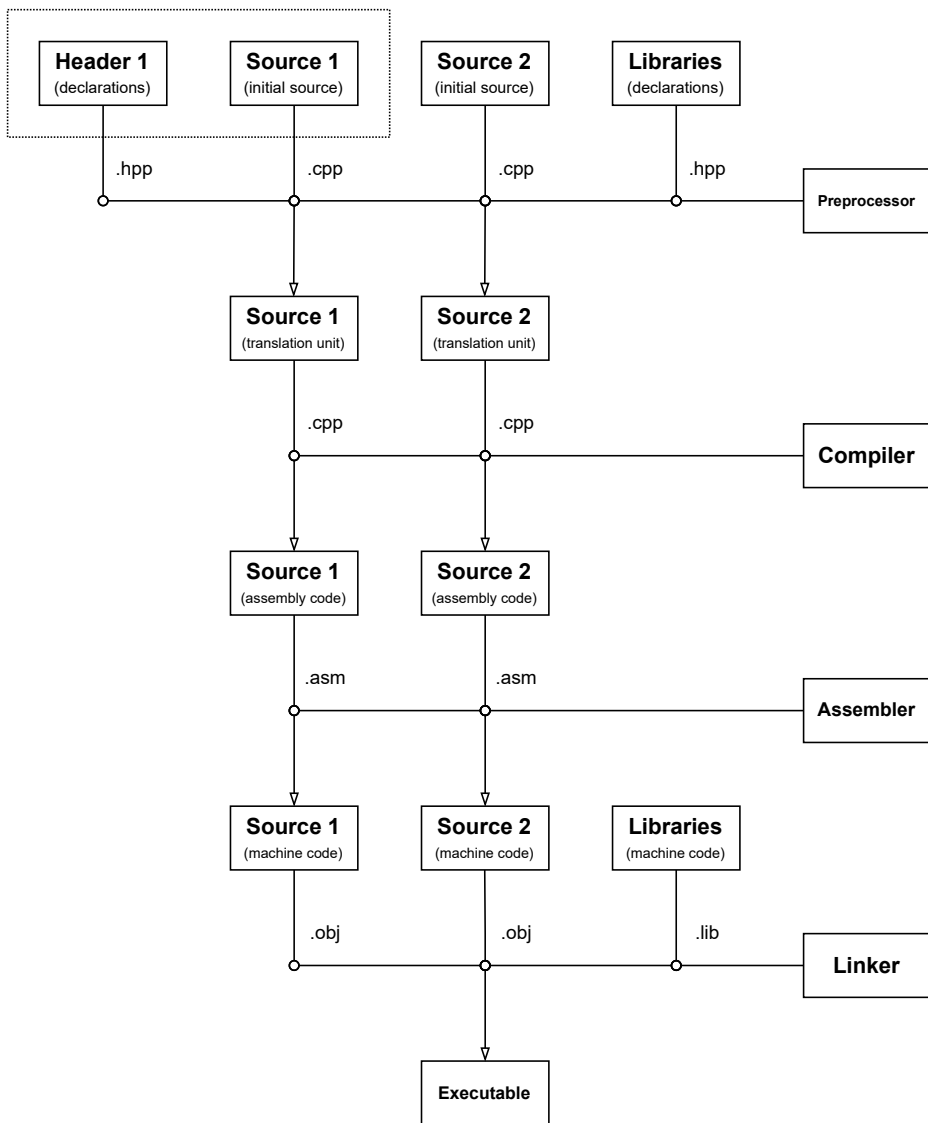 Header 1
(declarations)
Source 1
(initial source)
Source 2
(initial source)
Libraries
(declarations)
.hpp
.cpp
.cpp
.hpp
Preprocessor
Source 1
(translation unit)
Source 2
(translation unit)
.cpp
.cpp
Compiler
Source 1
(assembly code)
Source 2
(assembly code)
.asm
.asm
Assembler
Source 1
(machine code)
Source 2
(machine code)
Libraries
(machine code)
.obj
.obj
.lib
Linker
Executable